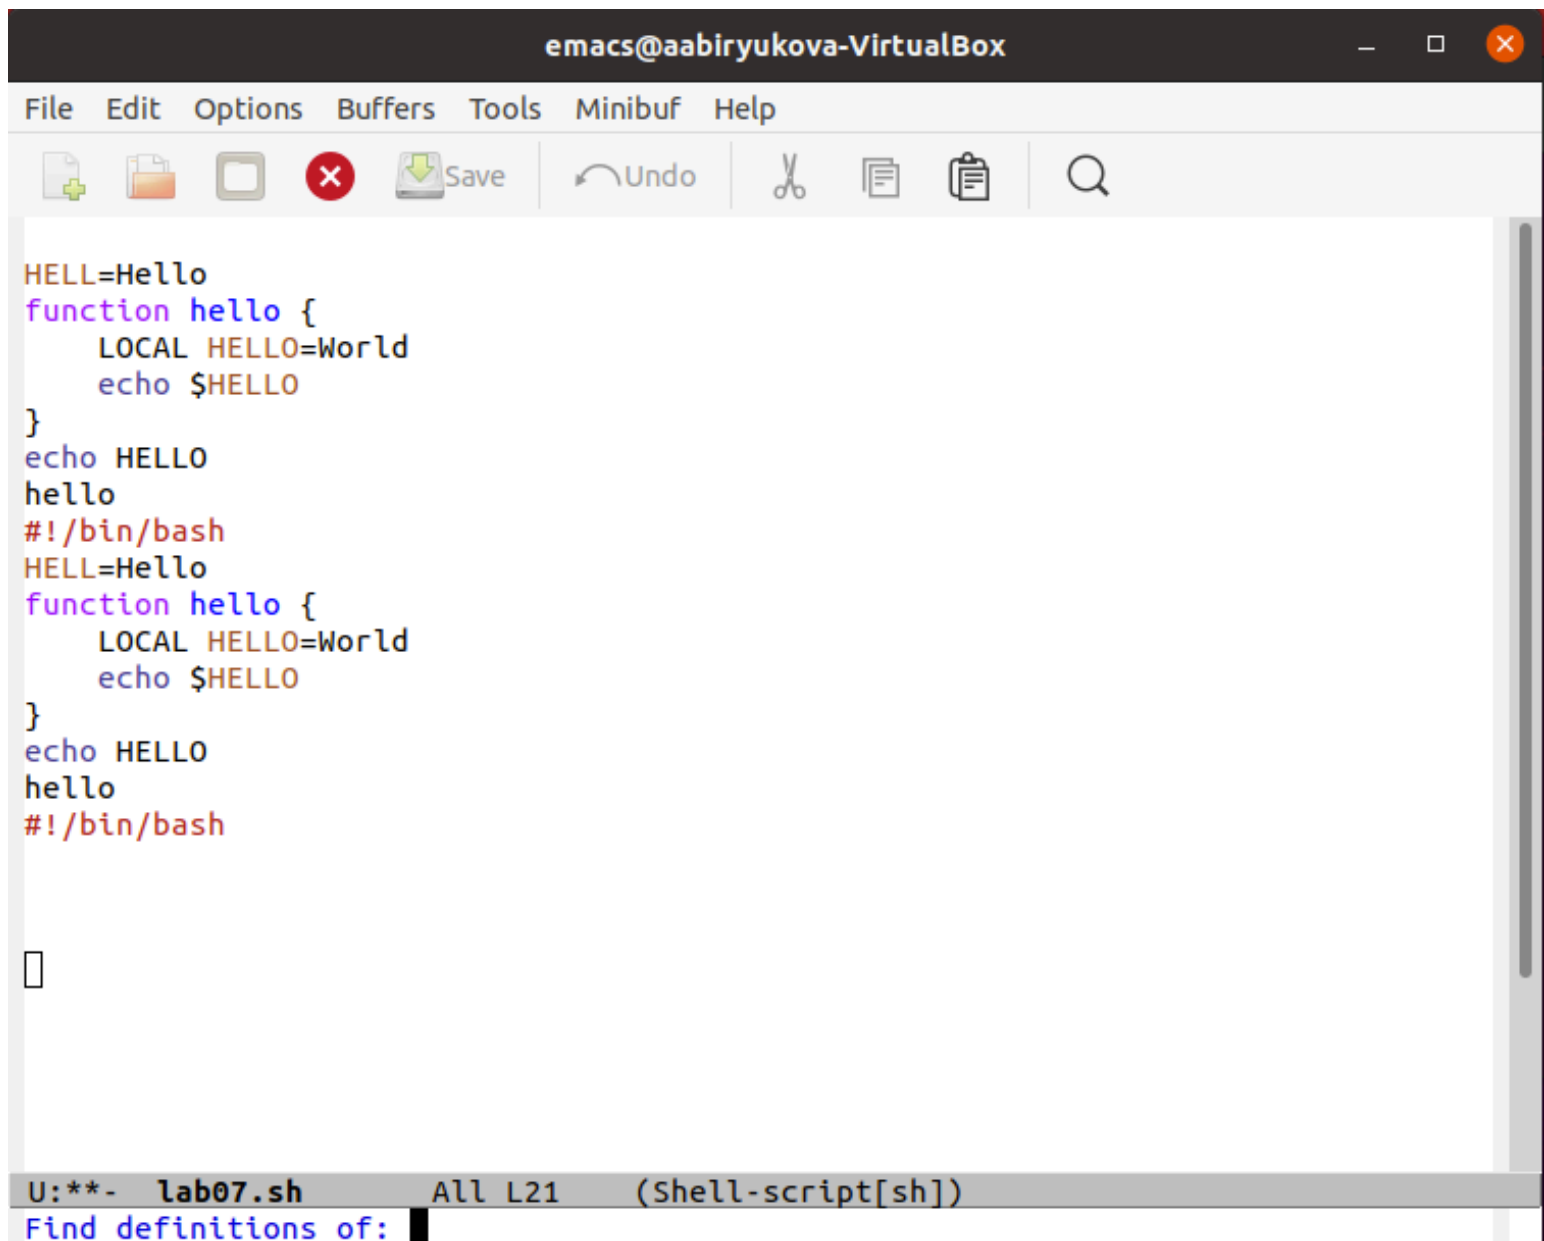 emacs@aabiryukova-VirtualBox
File Edit Options Buffers Tools Minibuf Help
Save Undo
HELL=Hello
function hello {
    LOCAL HELLO=World
    echo $HELLO
}
echo HELLO
hello
#!/bin/bash
HELL=Hello
function hello {
    LOCAL HELLO=World
    echo $HELLO
}
echo HELLO
hello
#!/bin/bash
U:**-  lab07.sh       All L21    (Shell-script[sh])
Find definitions of: